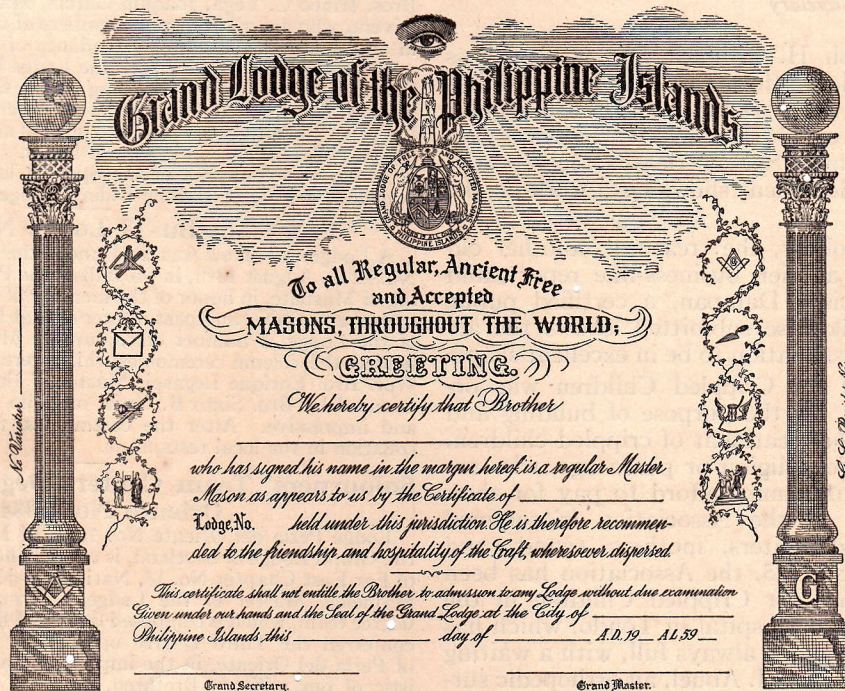 Grand Lodge of the Philippine Islands
To all Regular, Ancient Free
and Accepted
MASONS, THROUGHOUT THE WORLD;
GREETING.
We hereby certify that Brother
who has signed his name in the margin hereof, is a regular Master
Mason as appears to us by the Certificate of
Lodge, No. held under this jurisdiction. He is therefore recommen-
ded to the friendship and hospitality of the Caft, wheresoever dispersed.
This certificate shall not entitle the Brother to admission to any Lodge without due examination
Given under our hands and the Seal of the Grand Lodge at the City of
Philippine Islands, this day of A.D. 19 AL 59
Grand Secretary. Grand Master.
Ne Varietur
G
PHILIPPINE ISLANDS